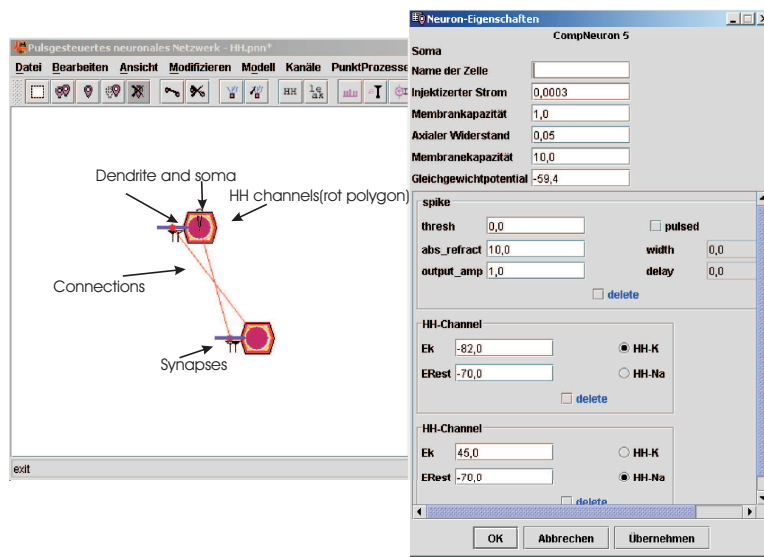 Pulsgesteuertes neuronales Netzwerk - HH.pnn*
Datei Bearbeiten Ansicht Modifizieren Modell Kanäle PunktProzesse
HH le ax
Dendrite and soma
HH channels(rot polygon)
Connections
Synapses
exit
Neuron-Eigenschaften
CompNeuron 5
Soma
Name der Zelle
Injektizerter Strom 0,0003
Membrankapazität 1,0
Axialer Widerstand 0,05
Membranekapazität 10,0
Gleichgewichtpotential -59,4
spike
thresh 0,0 pulsed
abs_refract 10,0 width 0,0
output_amp 1,0 delay 0,0
delete
HH-Channel
Ek -82,0 HH-K
ERest -70,0 HH-Na
delete
HH-Channel
Ek 45,0 HH-K
ERest -70,0 HH-Na
delete
OK Abbrechen Übernehmen